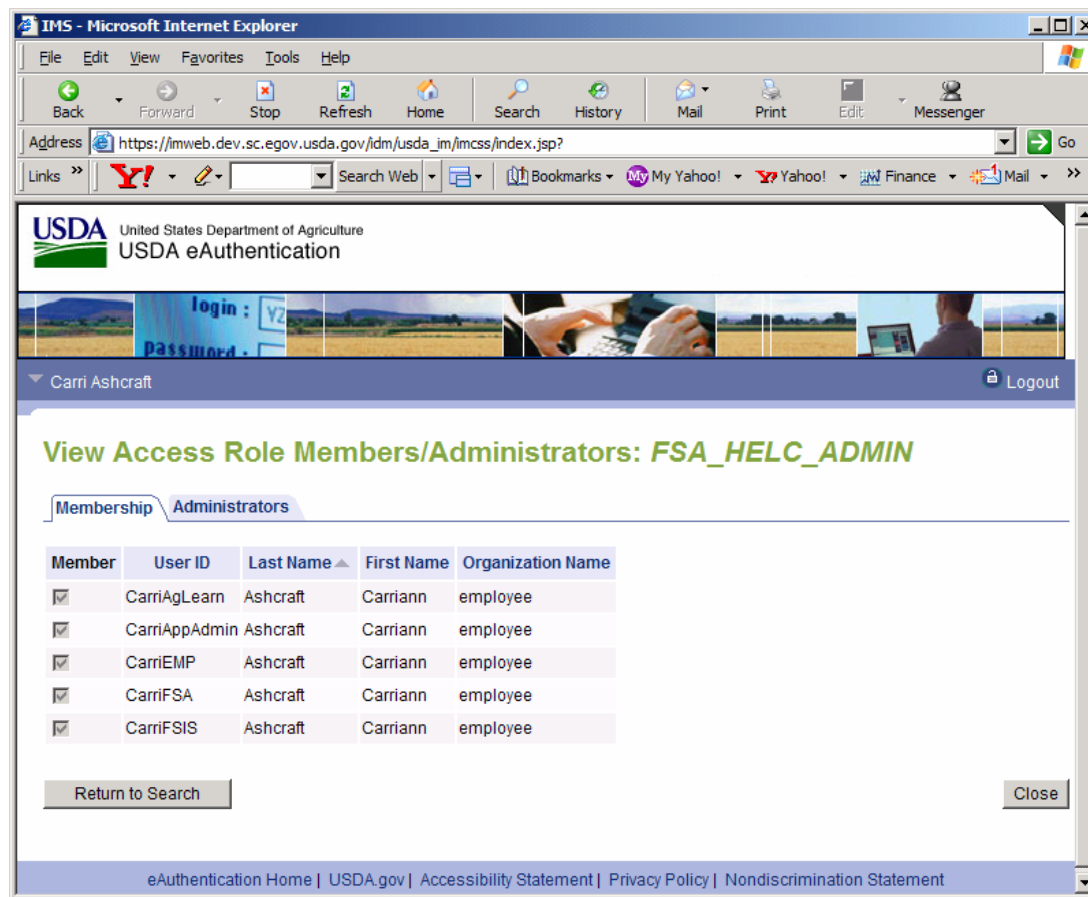 IMS - Microsoft Internet Explorer
File Edit View Favorites Tools Help
Back Forward Stop Refresh Home Search History Mail Print Edit Messenger
Address https://imweb.dev.sc.egov.usda.gov/idm/usda_im/imcss/index.jsp? Go
Links » Y! Search Web Bookmarks My My Yahoo! Y? Yahoo! Finance Mail »
USDA United States Department of Agriculture
USDA eAuthentication
login : YZ
password :
Carri Ashcraft Logout
View Access Role Members/Administrators: FSA_HELC_ADMIN
Membership Administrators
Member User ID Last Name First Name Organization Name
CarriAgLearn Ashcraft Carriann employee
CarriAppAdmin Ashcraft Carriann employee
CarriEMP Ashcraft Carriann employee
CarriFSA Ashcraft Carriann employee
CarriFSIS Ashcraft Carriann employee
Return to Search Close
eAuthentication Home | USDA.gov | Accessibility Statement | Privacy Policy | Nondiscrimination Statement